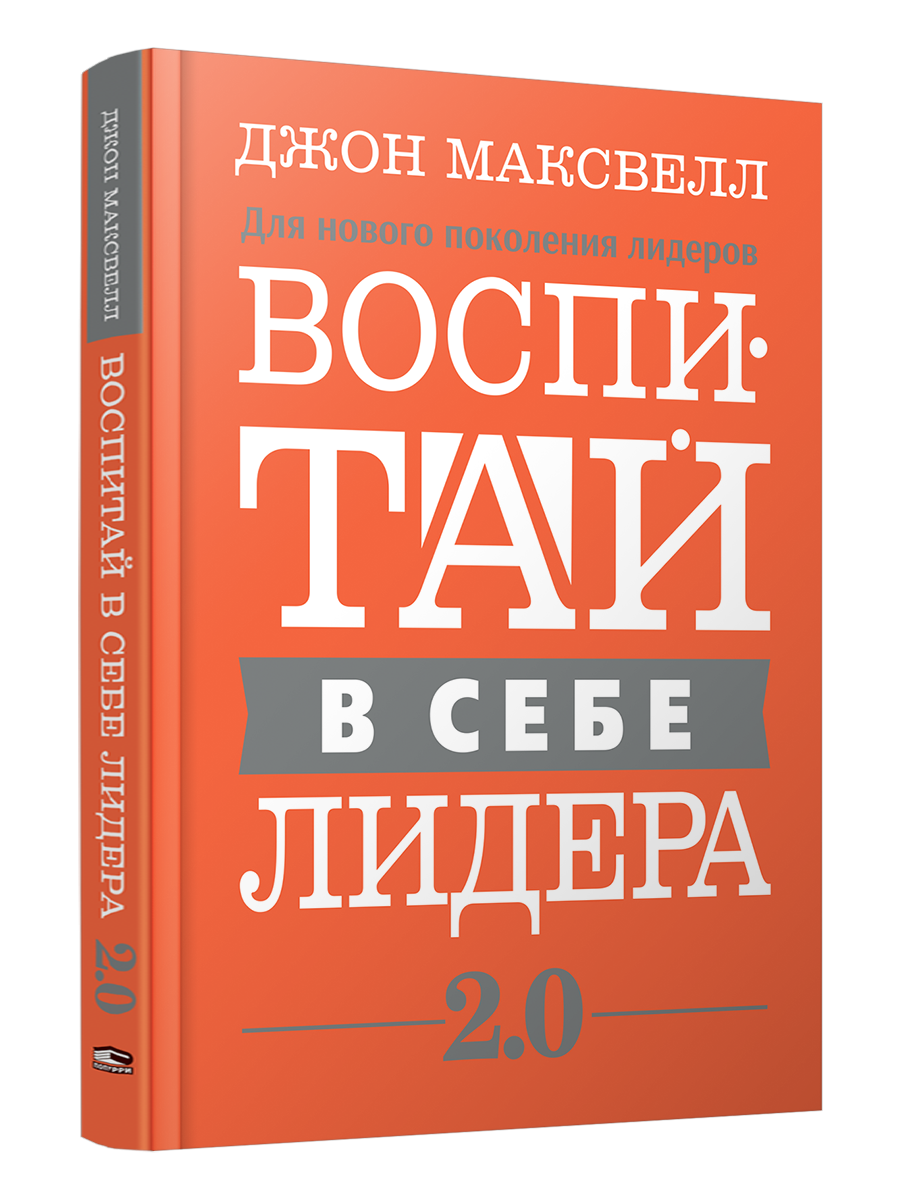 ДЖОН МАКСВЕЛЛ
Для нового поколения лидеров
ВОСПИ-
ТАЙ
В СЕБЕ
ЛИДЕРА
2.0
ДЖОН МАКСВЕЛЛ ВОСПИТАЙ В СЕБЕ ЛИДЕРА 2.0
ПОПУРРИ